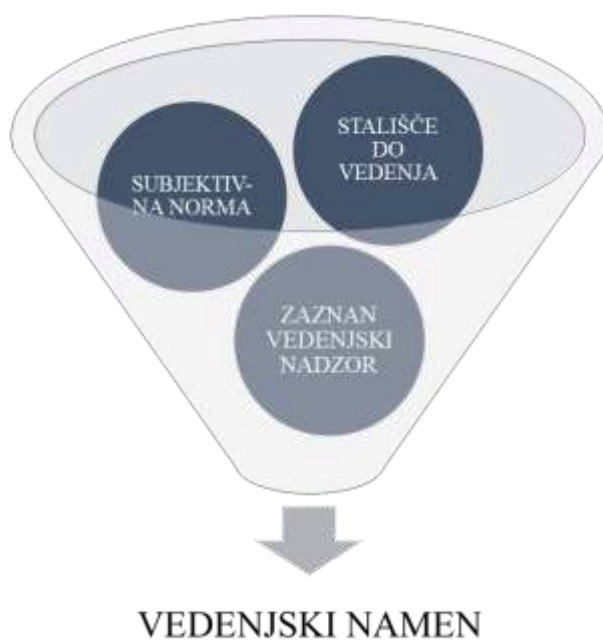 STALIŠČE
DO
VEDENJA
SUBJEKTIV-
NA NORMA
ZAZNAN
VEDENJSKI
NADZOR
VEDENJSKI NAMEN